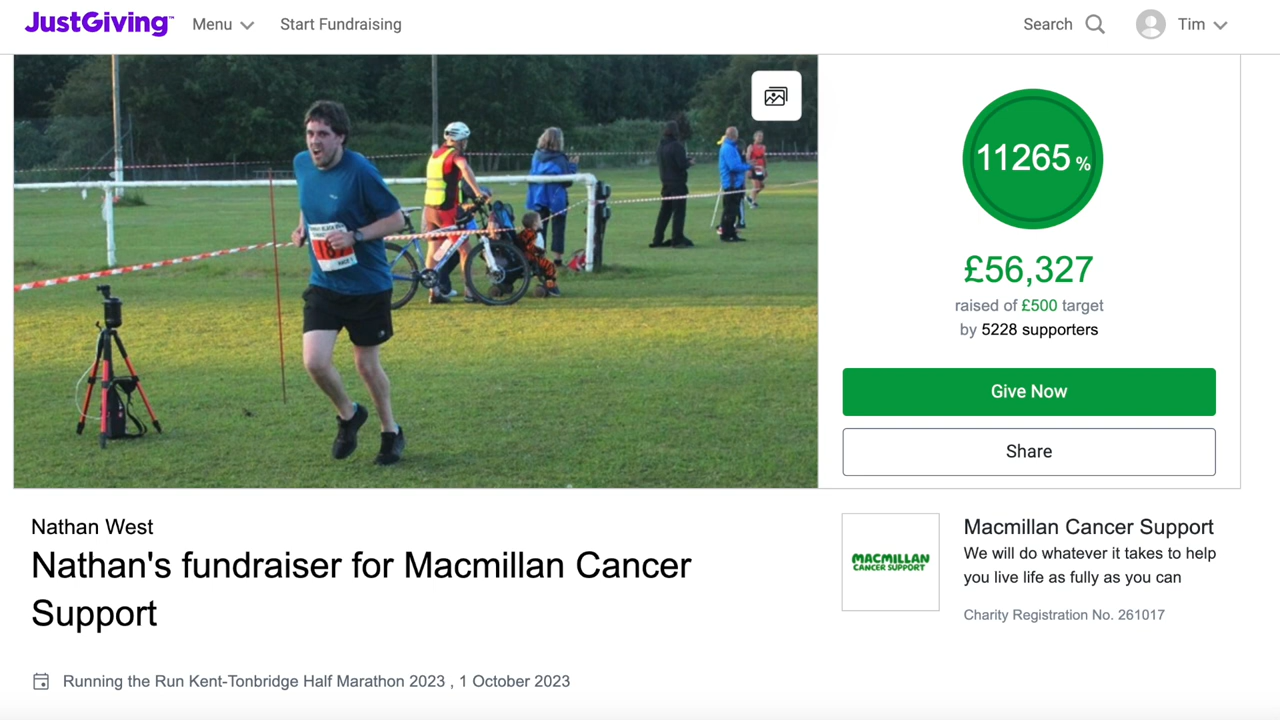 JustGiving™ Menu Start Fundraising Search Tim
11265 %
£56,327
raised of £500 target
by 5228 supporters
Give Now
Share
Nathan West
Nathan's fundraiser for Macmillan Cancer
Support
Running the Run Kent-Tonbridge Half Marathon 2023 , 1 October 2023
MACMILLAN
CANCER SUPPORT
Macmillan Cancer Support
We will do whatever it takes to help
you live life as fully as you can
Charity Registration No. 261017